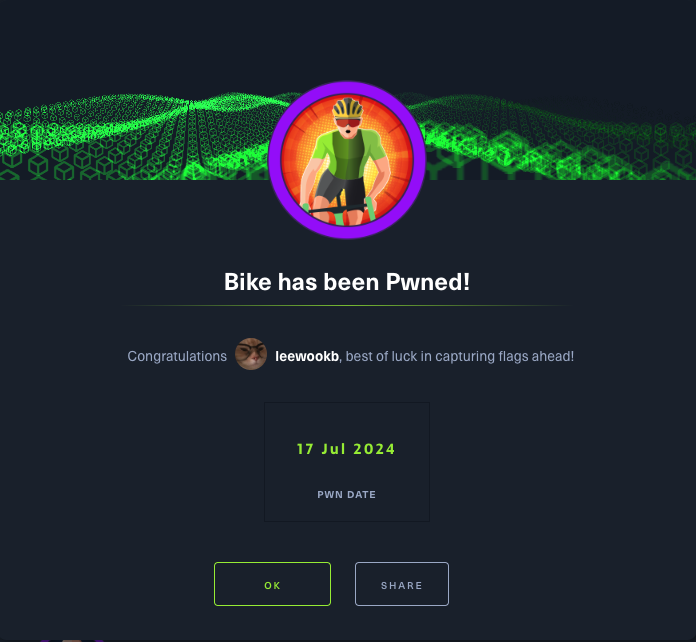 Bike has been Pwned!
Congratulations leewookb, best of luck in capturing flags ahead!
17 Jul 2024
PWN DATE
OK SHARE